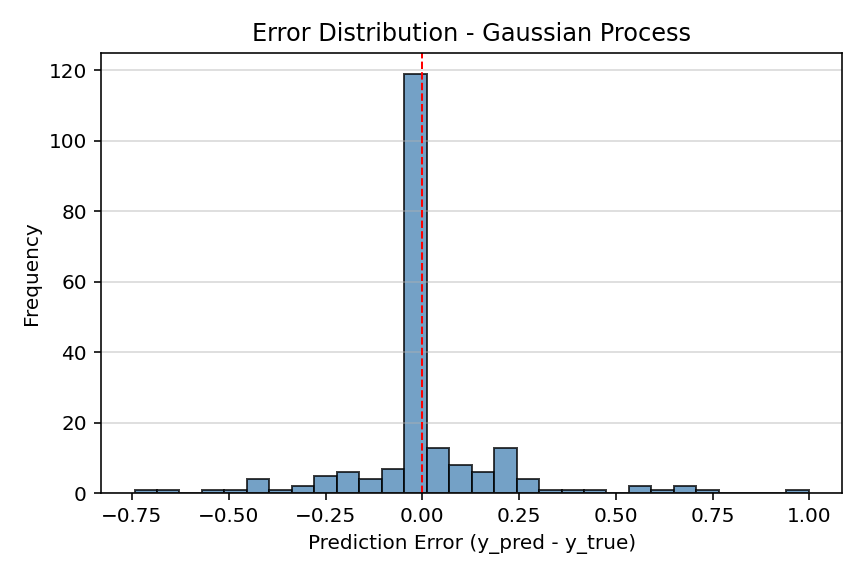 Error Distribution - Gaussian Process
120
100
80
60
40
20
0
Frequency
−0.75 −0.50 −0.25 0.00 0.25 0.50 0.75 1.00
Prediction Error (y_pred - y_true)